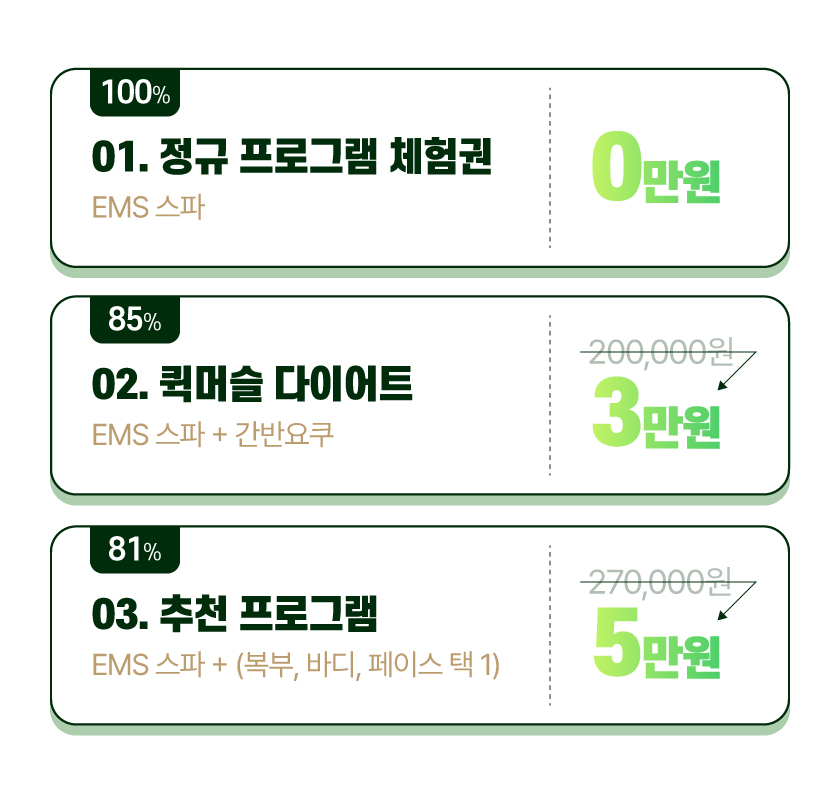 100%
01. 정규 프로그램 체험권
EMS 스파
0만원
85%
02. 퀵머슬 다이어트
EMS 스파 + 간반요쿠
200,000원
3만원
81%
03. 추천 프로그램
EMS 스파 + (복부, 바디, 페이스 택 1)
270,000원
5만원